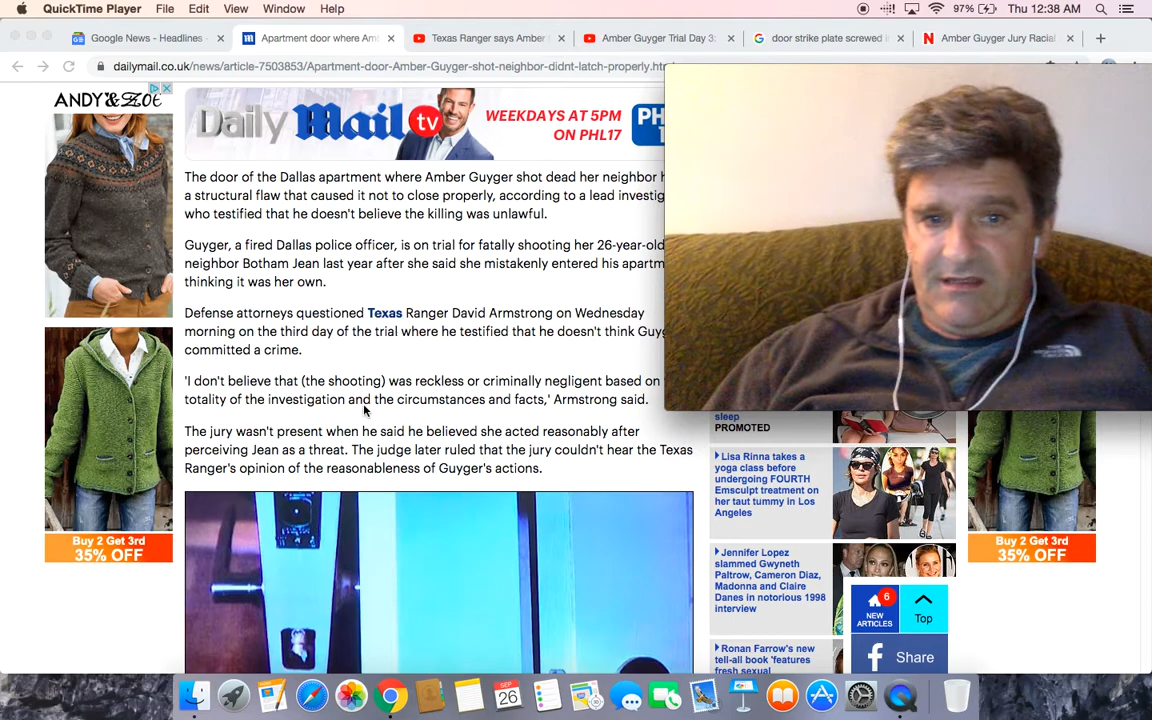 QuickTime Player File Edit View Window Help 97% Thu 12:38 AM
Google News - Headlines - Apartment door where Am Texas Ranger says Amber Amber Guyger Trial Day 3: door strike plate screwed i Amber Guyger Jury Racial
dailymail.co.uk/news/article-7503853/Apartment-door-Amber-Guyger-shot-neighbor-didnt-latch-properly.htm
ANDY & ZOE
Daily Mail tv
WEEKDAYS AT 5PM
ON PHL17
The door of the Dallas apartment where Amber Guyger shot dead her neighbor h
a structural flaw that caused it not to close properly, according to a lead investig
who testified that he doesn't believe the killing was unlawful.
Guyger, a fired Dallas police officer, is on trial for fatally shooting her 26-year-old
neighbor Botham Jean last year after she said she mistakenly entered his apartm
thinking it was her own.
Defense attorneys questioned Texas Ranger David Armstrong on Wednesday
morning on the third day of the trial where he testified that he doesn't think Guyg
committed a crime.
'I don't believe that (the shooting) was reckless or criminally negligent based on
totality of the investigation and the circumstances and facts,' Armstrong said.
The jury wasn't present when he said he believed she acted reasonably after
perceiving Jean as a threat. The judge later ruled that the jury couldn't hear the Texas
Ranger's opinion of the reasonableness of Guyger's actions.
Buy 2 Get 3rd
35% OFF
sleep
PROMOTED
Lisa Rinna takes a
yoga class before
undergoing FOURTH
Emsculpt treatment on
her taut tummy in Los
Angeles
Jennifer Lopez
slammed Gwyneth
Paltrow, Cameron Diaz,
Madonna and Claire
Danes in notorious 1998
interview
Ronan Farrow's new
tell-all book 'features
fresh sexual
6
NEW
ARTICLES
Top
Share
Buy 2 Get 3rd
35% OFF
SEP
26